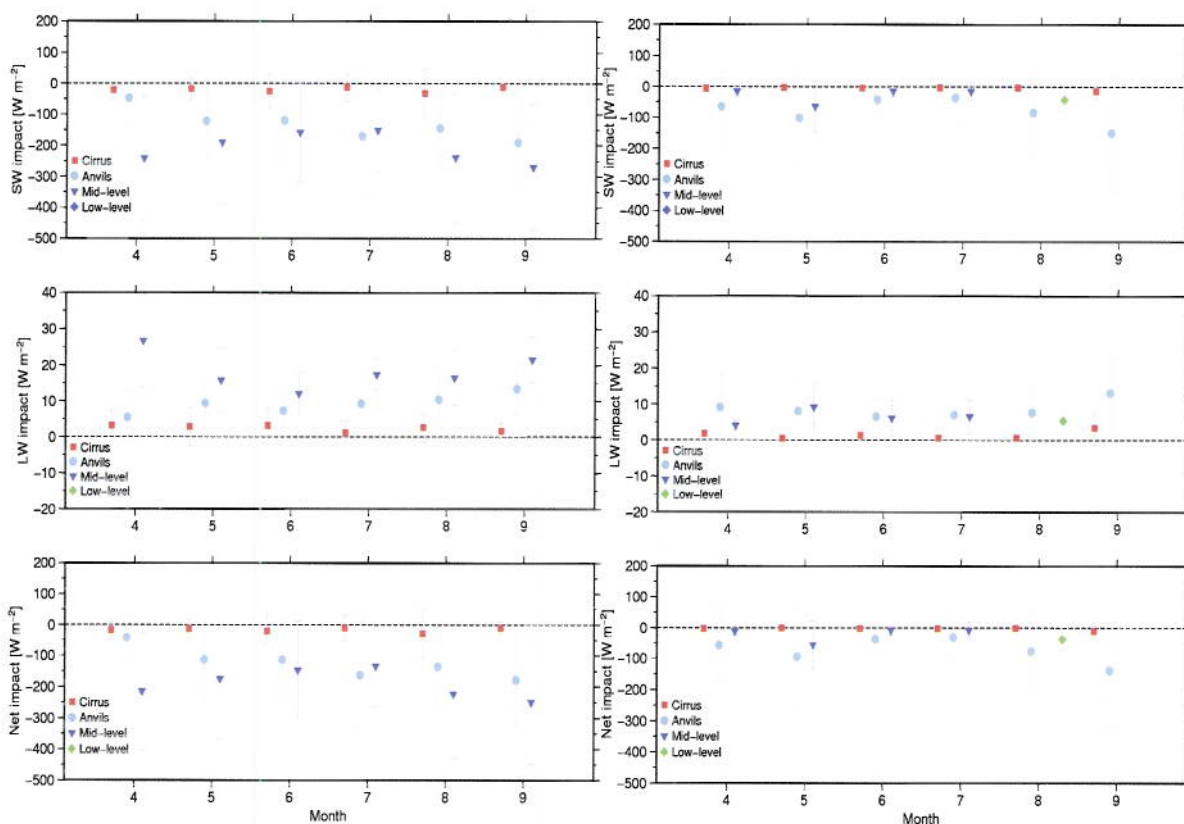 200
100
0
−100
−200
−300
−400
−500
SW impact [W m−2]
Cirrus
Anvils
Mid−level
Low−level
4 5 6 7 8 9
200
100
0
−100
−200
−300
−400
−500
SW impact [W m−2]
Cirrus
Anvils
Mid−level
Low−level
4 5 6 7 8 9
40
30
20
10
0
−10
−20
LW impact [W m−2]
Cirrus
Anvils
Mid−level
Low−level
4 5 6 7 8 9
40
30
20
10
0
−10
−20
LW impact [W m−2]
Cirrus
Anvils
Mid−level
Low−level
4 5 6 7 8 9
200
100
0
−100
−200
−300
−400
−500
Net impact [W m−2]
Cirrus
Anvils
Mid−level
Low−level
4 5 6 7 8 9
Month
200
100
0
−100
−200
−300
−400
−500
Net impact [W m−2]
Cirrus
Anvils
Mid−level
Low−level
4 5 6 7 8 9
Month